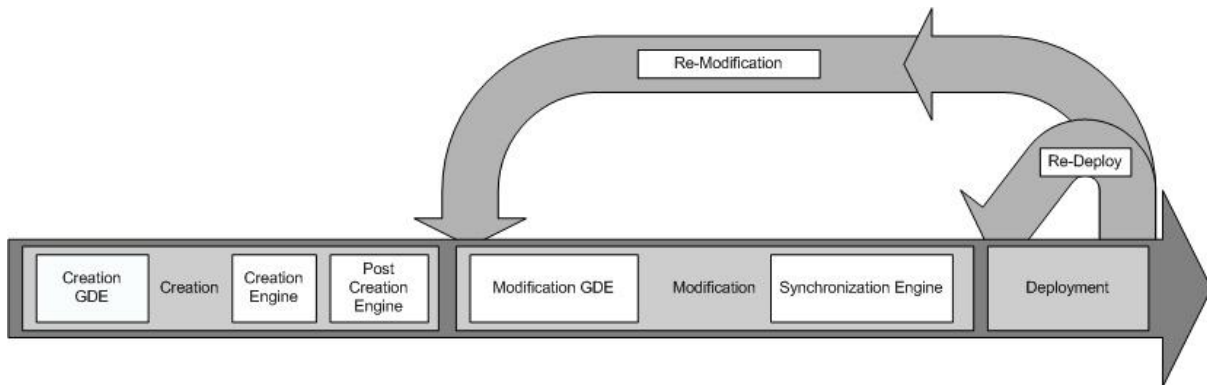 Re-Modification
Re-Deploy
Creation
GDE
Creation
Creation
Engine
Post
Creation
Engine
Modification GDE
Modification
Synchronization Engine
Deployment